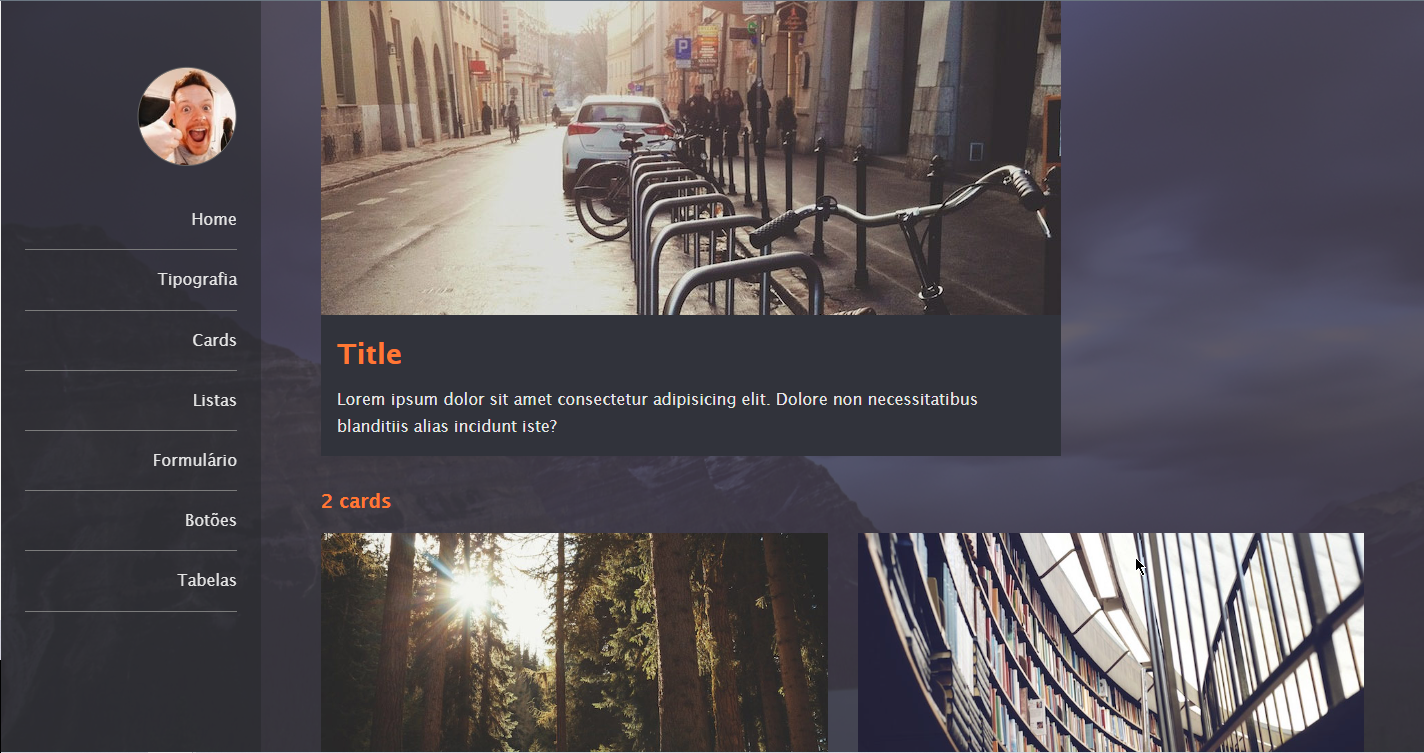 Home
Tipografia
Cards
Listas
Formulário
Botões
Tabelas
P
Title
Lorem ipsum dolor sit amet consectetur adipisicing elit. Dolore non necessitatibus
blanditiis alias incidunt iste?
2 cards